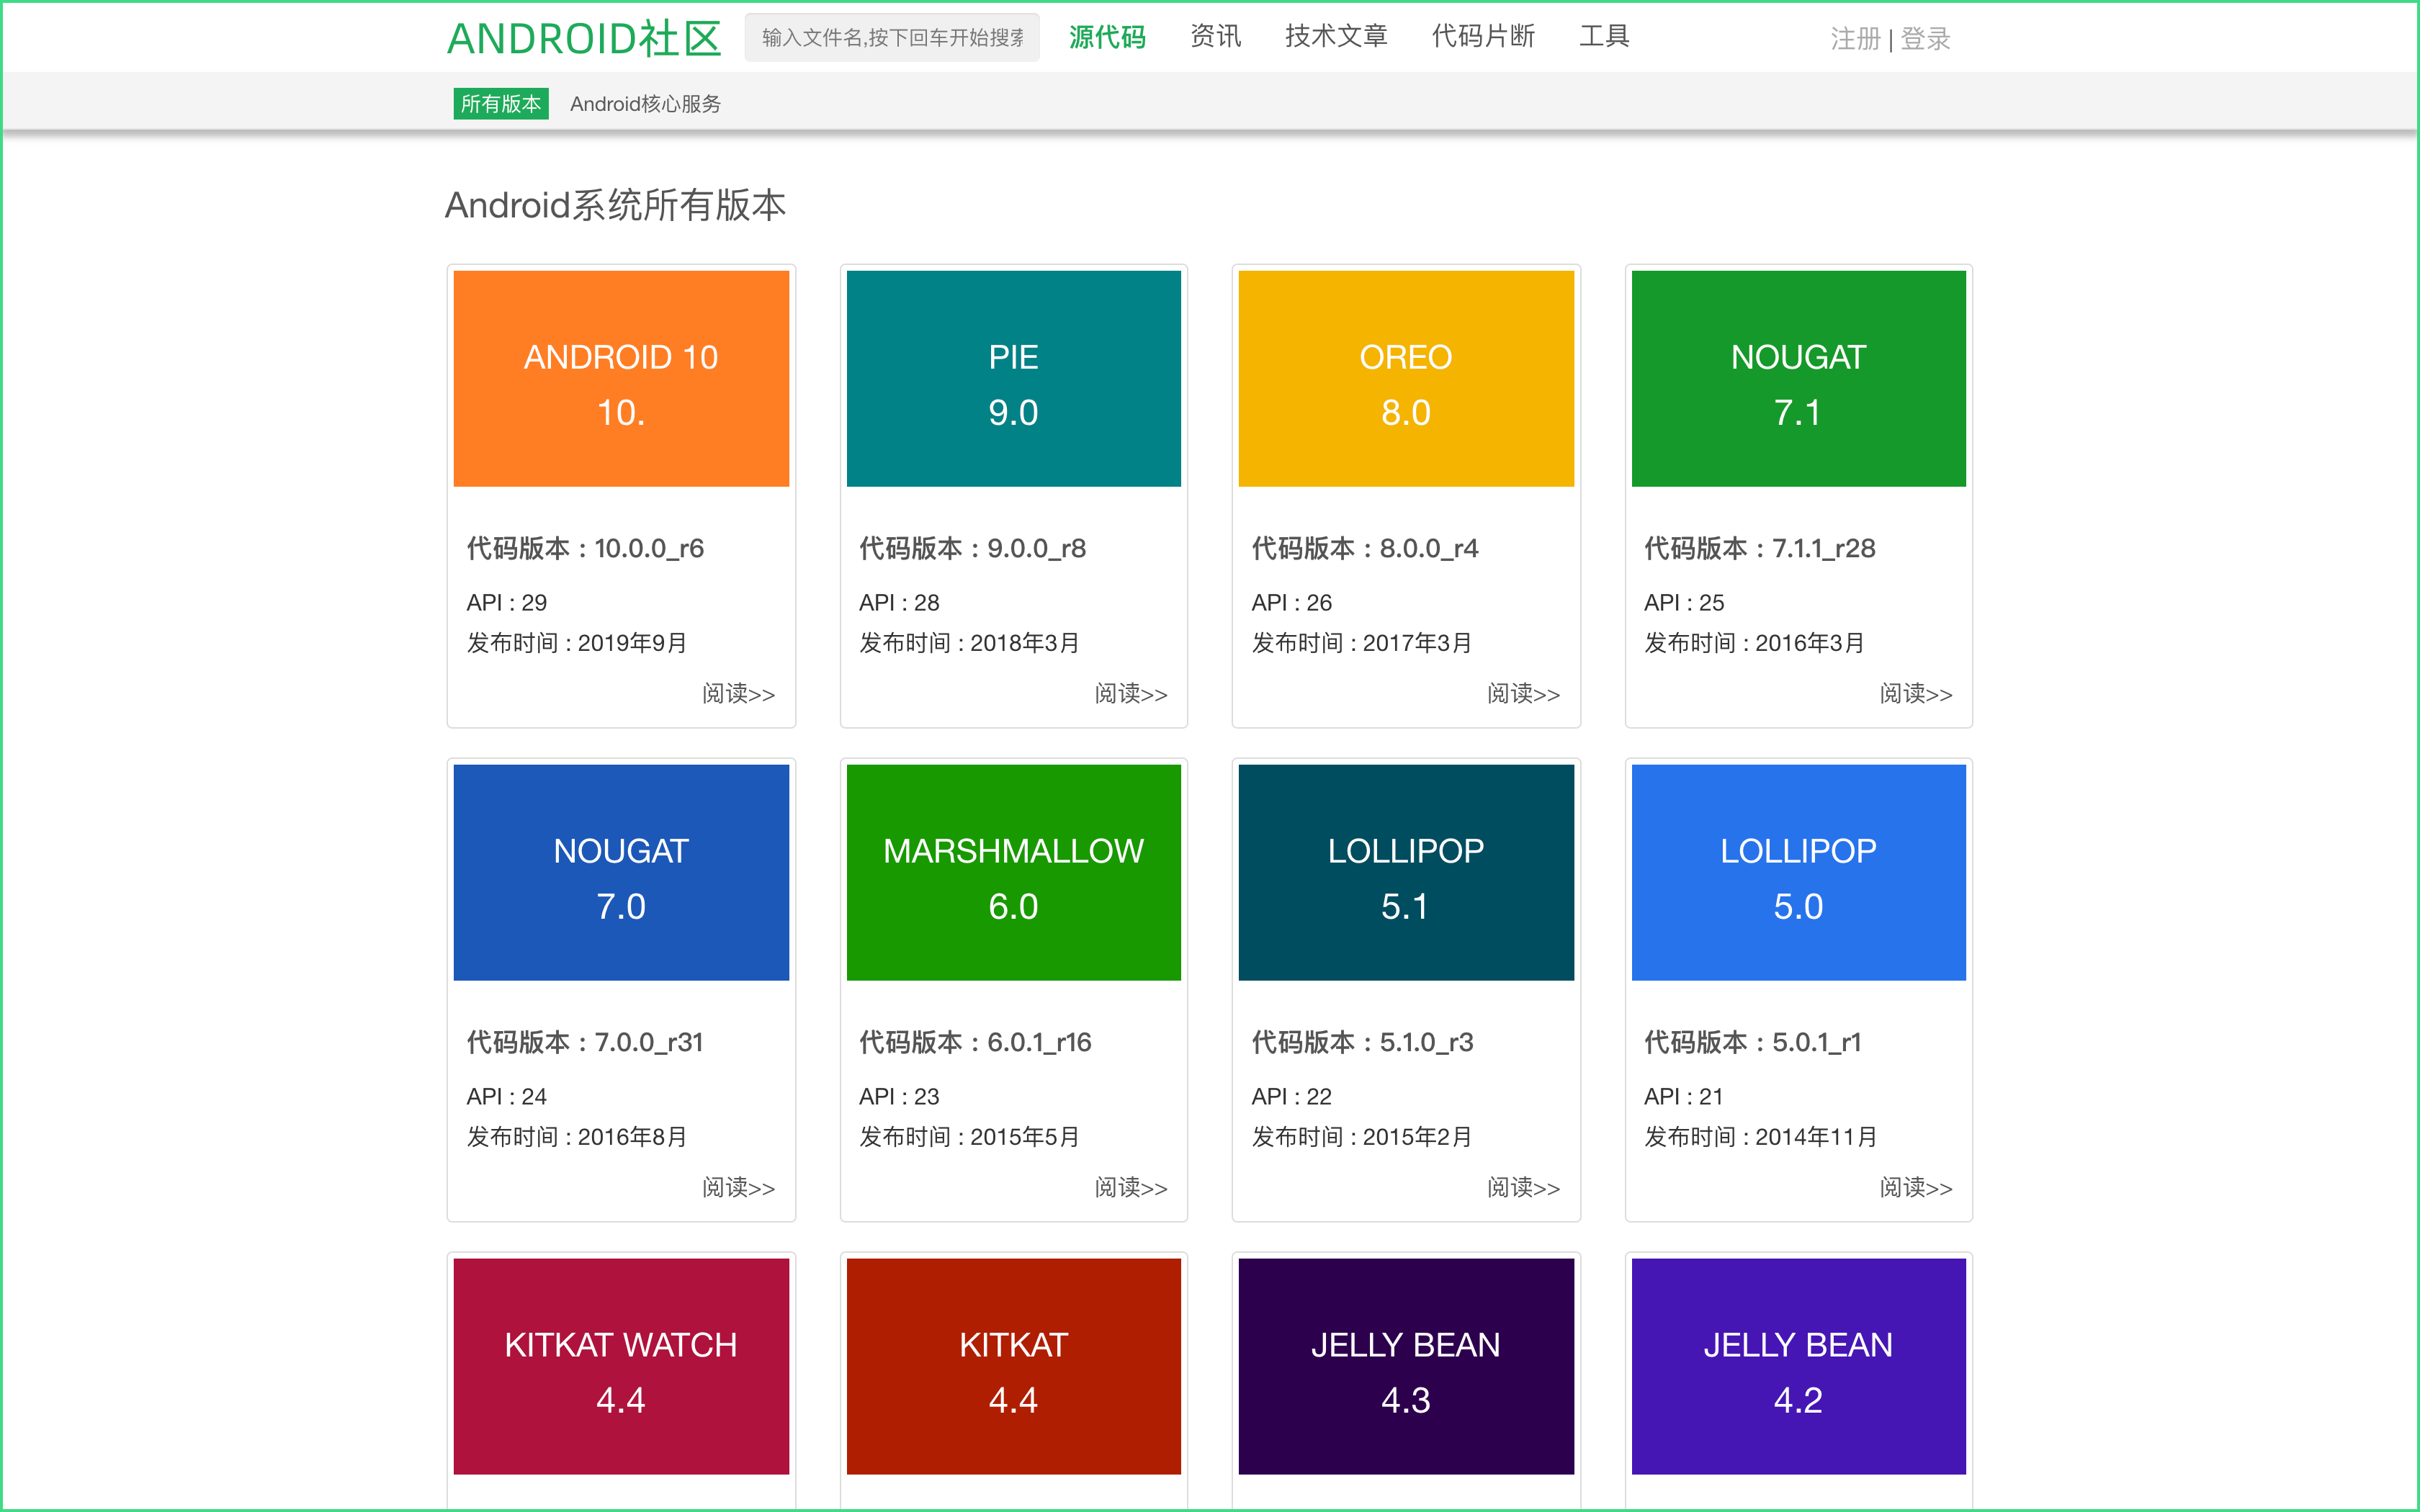 ANDROID社区
输入文件名,按下回车开始搜索
源代码
资讯
技术文章
代码片断
工具
注册 | 登录
所有版本
Android核心服务
Android系统所有版本
ANDROID 10
10.
代码版本：10.0.0_r6
API : 29
发布时间 : 2019年9月
阅读>>
PIE
9.0
代码版本：9.0.0_r8
API : 28
发布时间 : 2018年3月
阅读>>
OREO
8.0
代码版本：8.0.0_r4
API : 26
发布时间 : 2017年3月
阅读>>
NOUGAT
7.1
代码版本：7.1.1_r28
API : 25
发布时间 : 2016年3月
阅读>>
NOUGAT
7.0
代码版本：7.0.0_r31
API : 24
发布时间 : 2016年8月
阅读>>
MARSHMALLOW
6.0
代码版本：6.0.1_r16
API : 23
发布时间 : 2015年5月
阅读>>
LOLLIPOP
5.1
代码版本：5.1.0_r3
API : 22
发布时间 : 2015年2月
阅读>>
LOLLIPOP
5.0
代码版本：5.0.1_r1
API : 21
发布时间 : 2014年11月
阅读>>
KITKAT WATCH
4.4
KITKAT
4.4
JELLY BEAN
4.3
JELLY BEAN
4.2